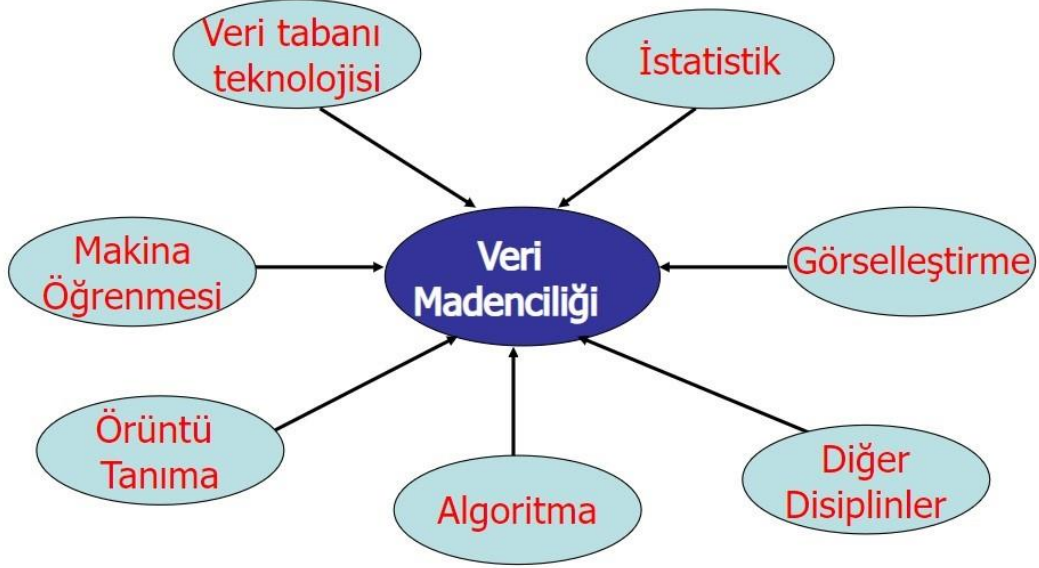 Veri tabanı
teknolojisi
İstatistik
Makina
Öğrenmesi
Veri
Madenciliği
Görselleştirme
Örüntü
Tanıma
Algoritma
Diğer
Disiplinler